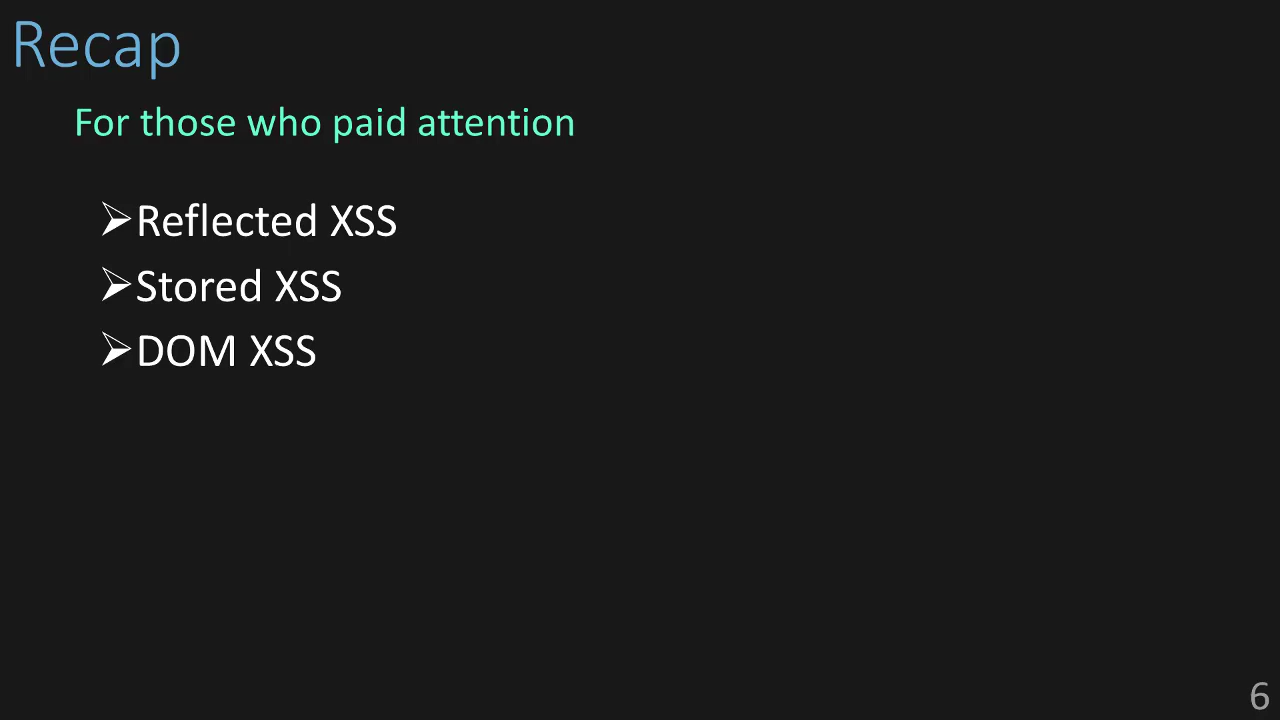 Recap
For those who paid attention
➢Reflected XSS
➢Stored XSS
➢DOM XSS
6